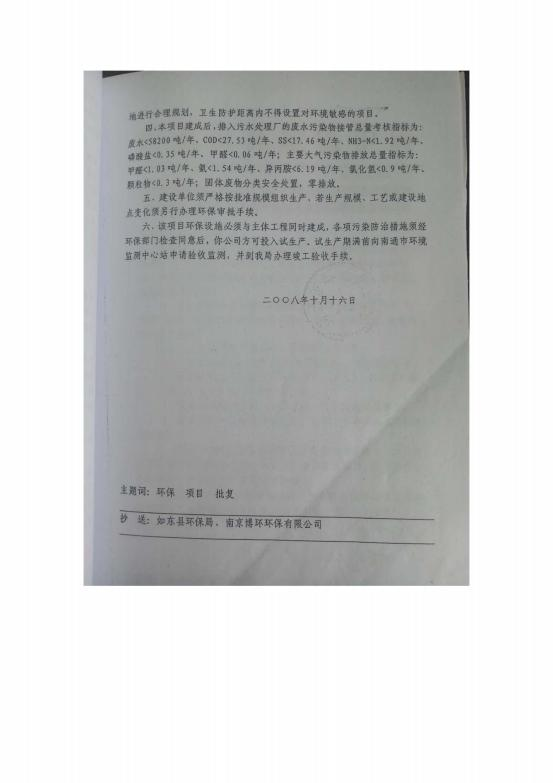 地进行合理规划，卫生防护距离内不得设置对环境敏感的项目。
四、本项目建成后，排入污水处理厂的废水污染物接管总量考核指标为：
废水<58200吨/年、COD<27.53吨/年、SS<17.46吨/年、NH3-N<1.92吨/年、
磷酸盐<0.35吨/年、甲醛<0.06吨/年；主要大气污染物排放总量指标为：
甲醛<1.03吨/年、氨<1.54吨/年、异丙胺<6.19吨/年、氯化氢<0.9吨/年、
颗粒物<0.3吨/年；固体废物分类安全处置，零排放。
五、建设单位须严格按批准规模组织生产，若生产规模、工艺或建设地
点变化须另行办理环保审批手续。
六、该项目环保设施必须与主体工程同时建成，各项污染防治措施须经
环保部门检查同意后，你公司方可投入试生产。试生产期满前向南通市环境
监测中心站申请验收监测，并到我局办理竣工验收手续。
二〇〇八年十月十六日
主题词：环保 项目 批复
抄 送：如东县环保局、南京博环环保有限公司